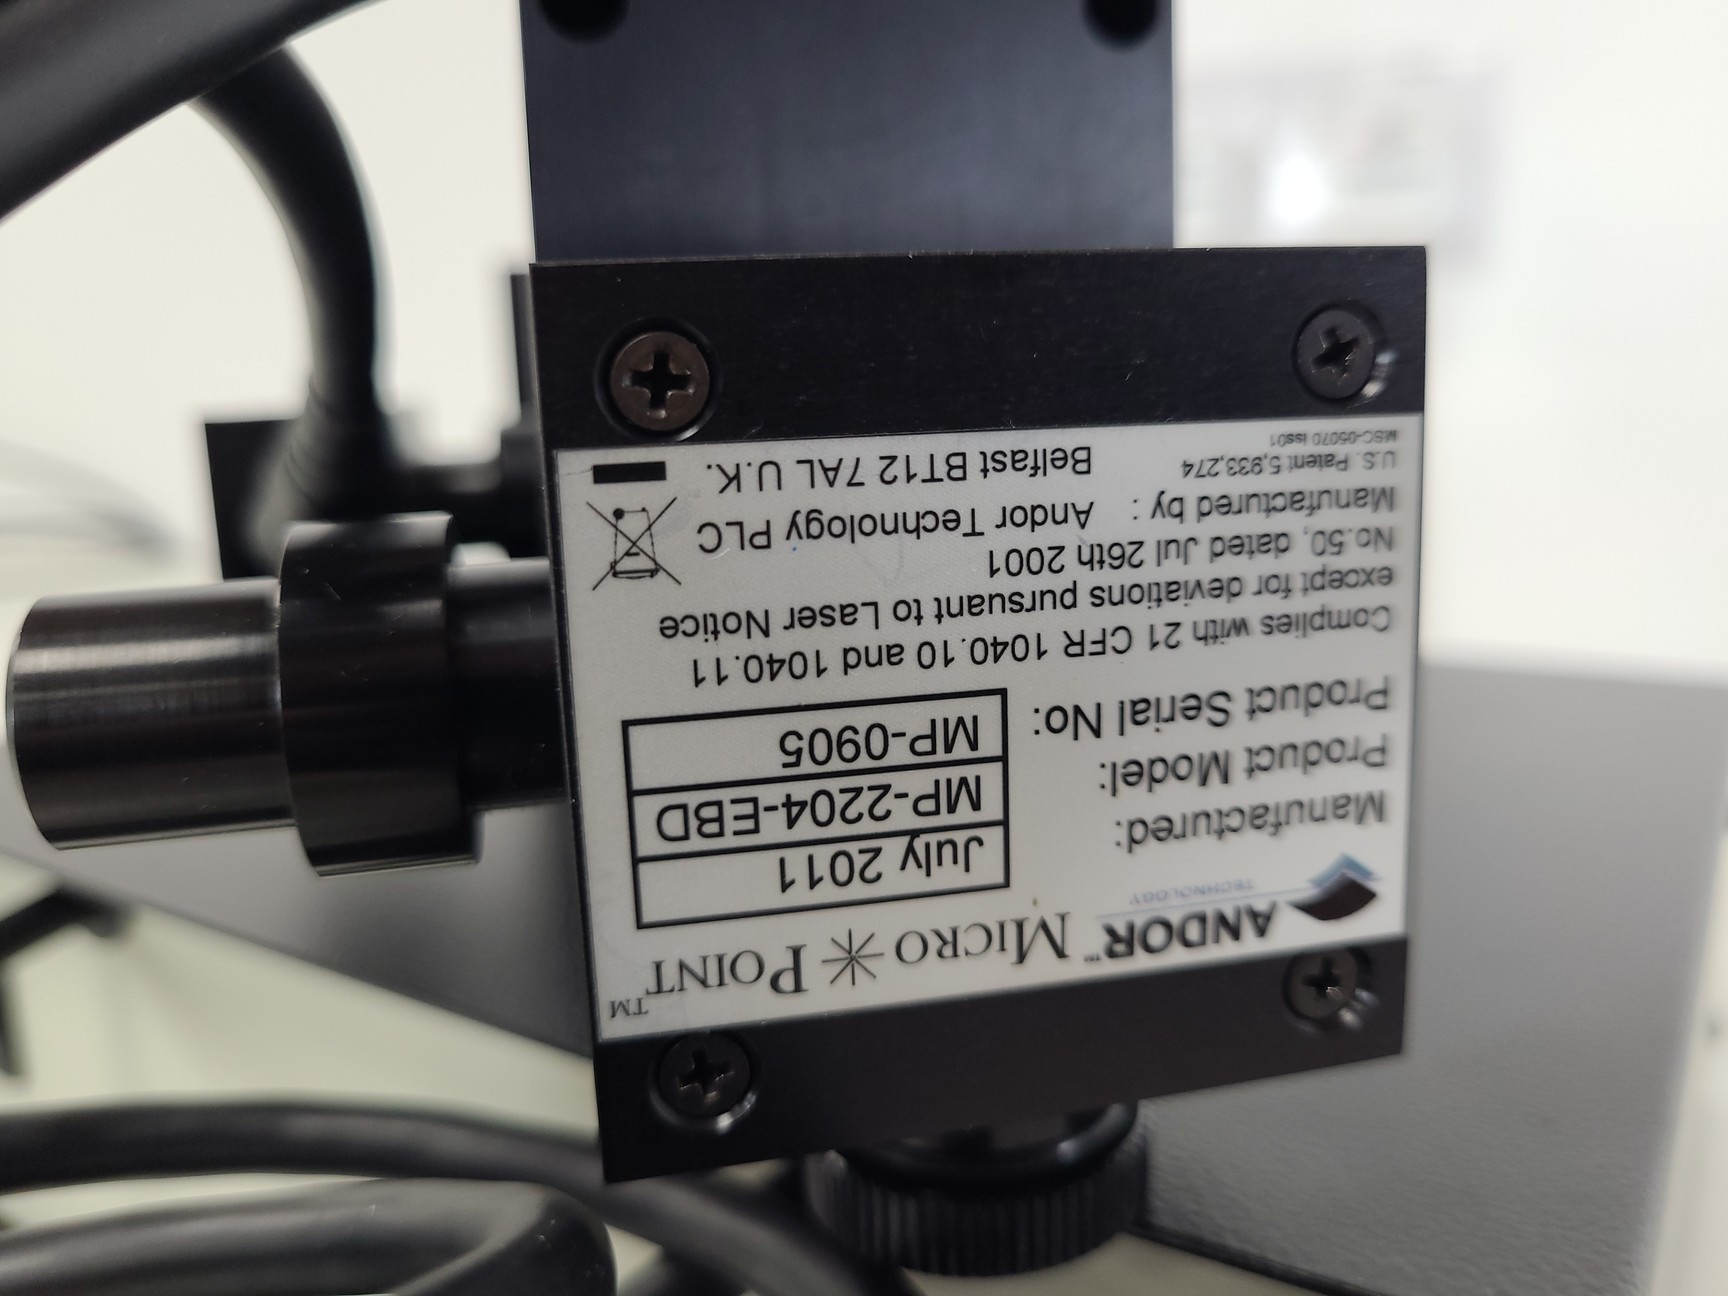 ANDOR™ MICRO POINT™
TECHNOLOGY
Manufactured: July 2011
Product Model: MP-2204-EBD
Product Serial No: MP-0905
Complies with 21 CFR 1040.10 and 1040.11
except for deviations pursuant to Laser Notice
No.50, dated Jul 26th 2001
Manufactured by : Andor Technology PLC
U.S. Patent 5,933,274 Belfast BT12 7AL U.K.
MSC-05070 iss01